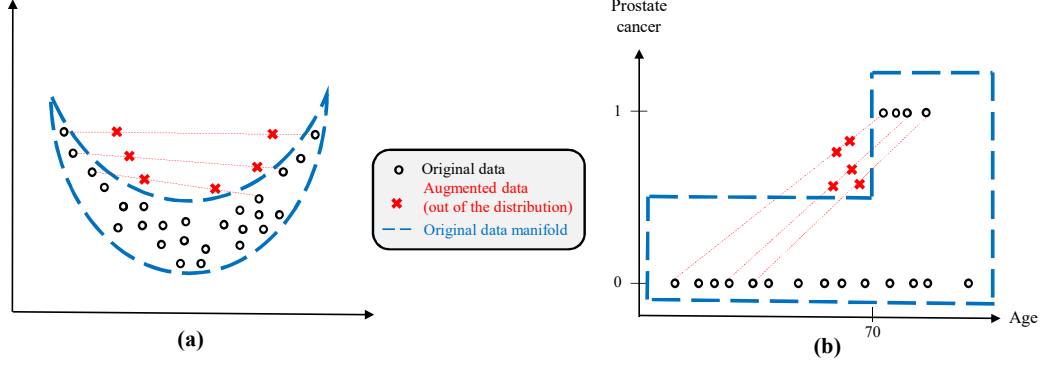 Prostate
cancer
1
0
Original data
Augmented data
(out of the distribution)
Original data manifold
Age
70
(a)
(b)